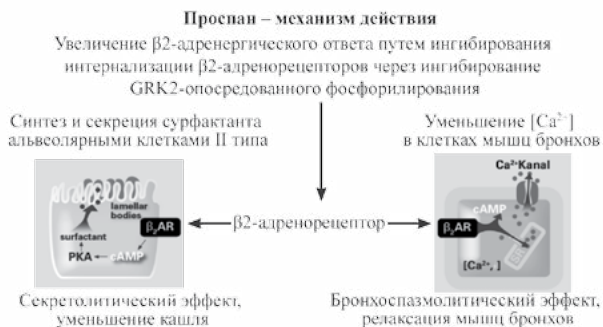 Проспан – механизм действия
Увеличение β2-адренергического ответа путем ингибирования
интернализации β2-адренорецепторов через ингибирование
GRK2-опосредованного фосфорилирования
Синтез и секреция сурфактанта
альвеолярными клетками II типа
Уменьшение [Ca²⁻]
в клетках мышц бронхов
lamellar
bodies
surfactant
β₂AR
PKA
cAMP
β2-адренорецептор
Ca²⁺Kanal
cAMP
β₂AR
[Ca²⁺, ]
Секретолитический эффект,
уменьшение кашля
Бронхоспазмолитический эффект,
релаксация мышц бронхов